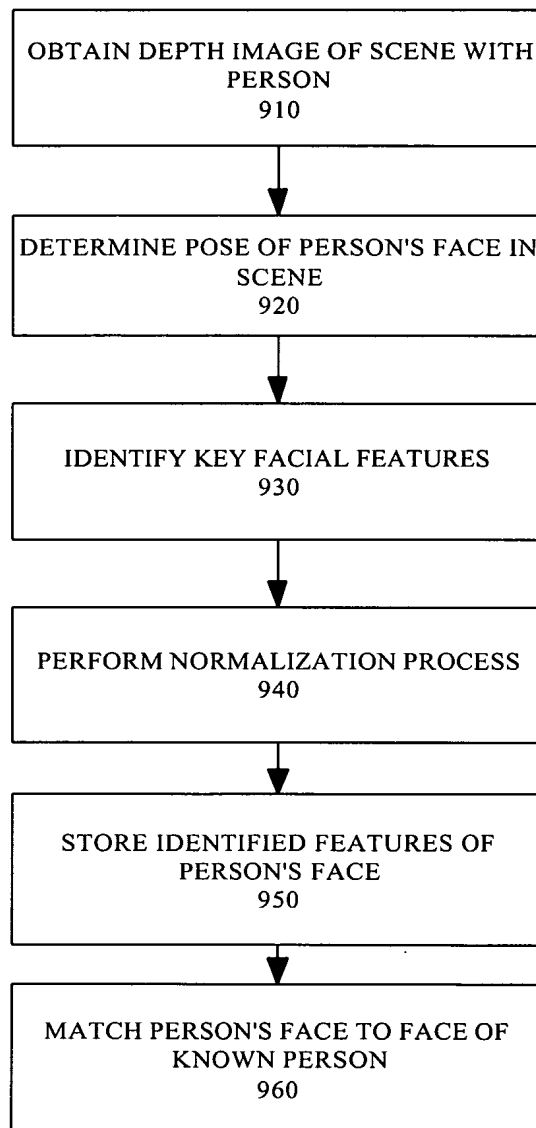 OBTAIN DEPTH IMAGE OF SCENE WITH
PERSON
910
DETERMINE POSE OF PERSON'S FACE IN
SCENE
920
IDENTIFY KEY FACIAL FEATURES
930
PERFORM NORMALIZATION PROCESS
940
STORE IDENTIFIED FEATURES OF
PERSON'S FACE
950
MATCH PERSON'S FACE TO FACE OF
KNOWN PERSON
960